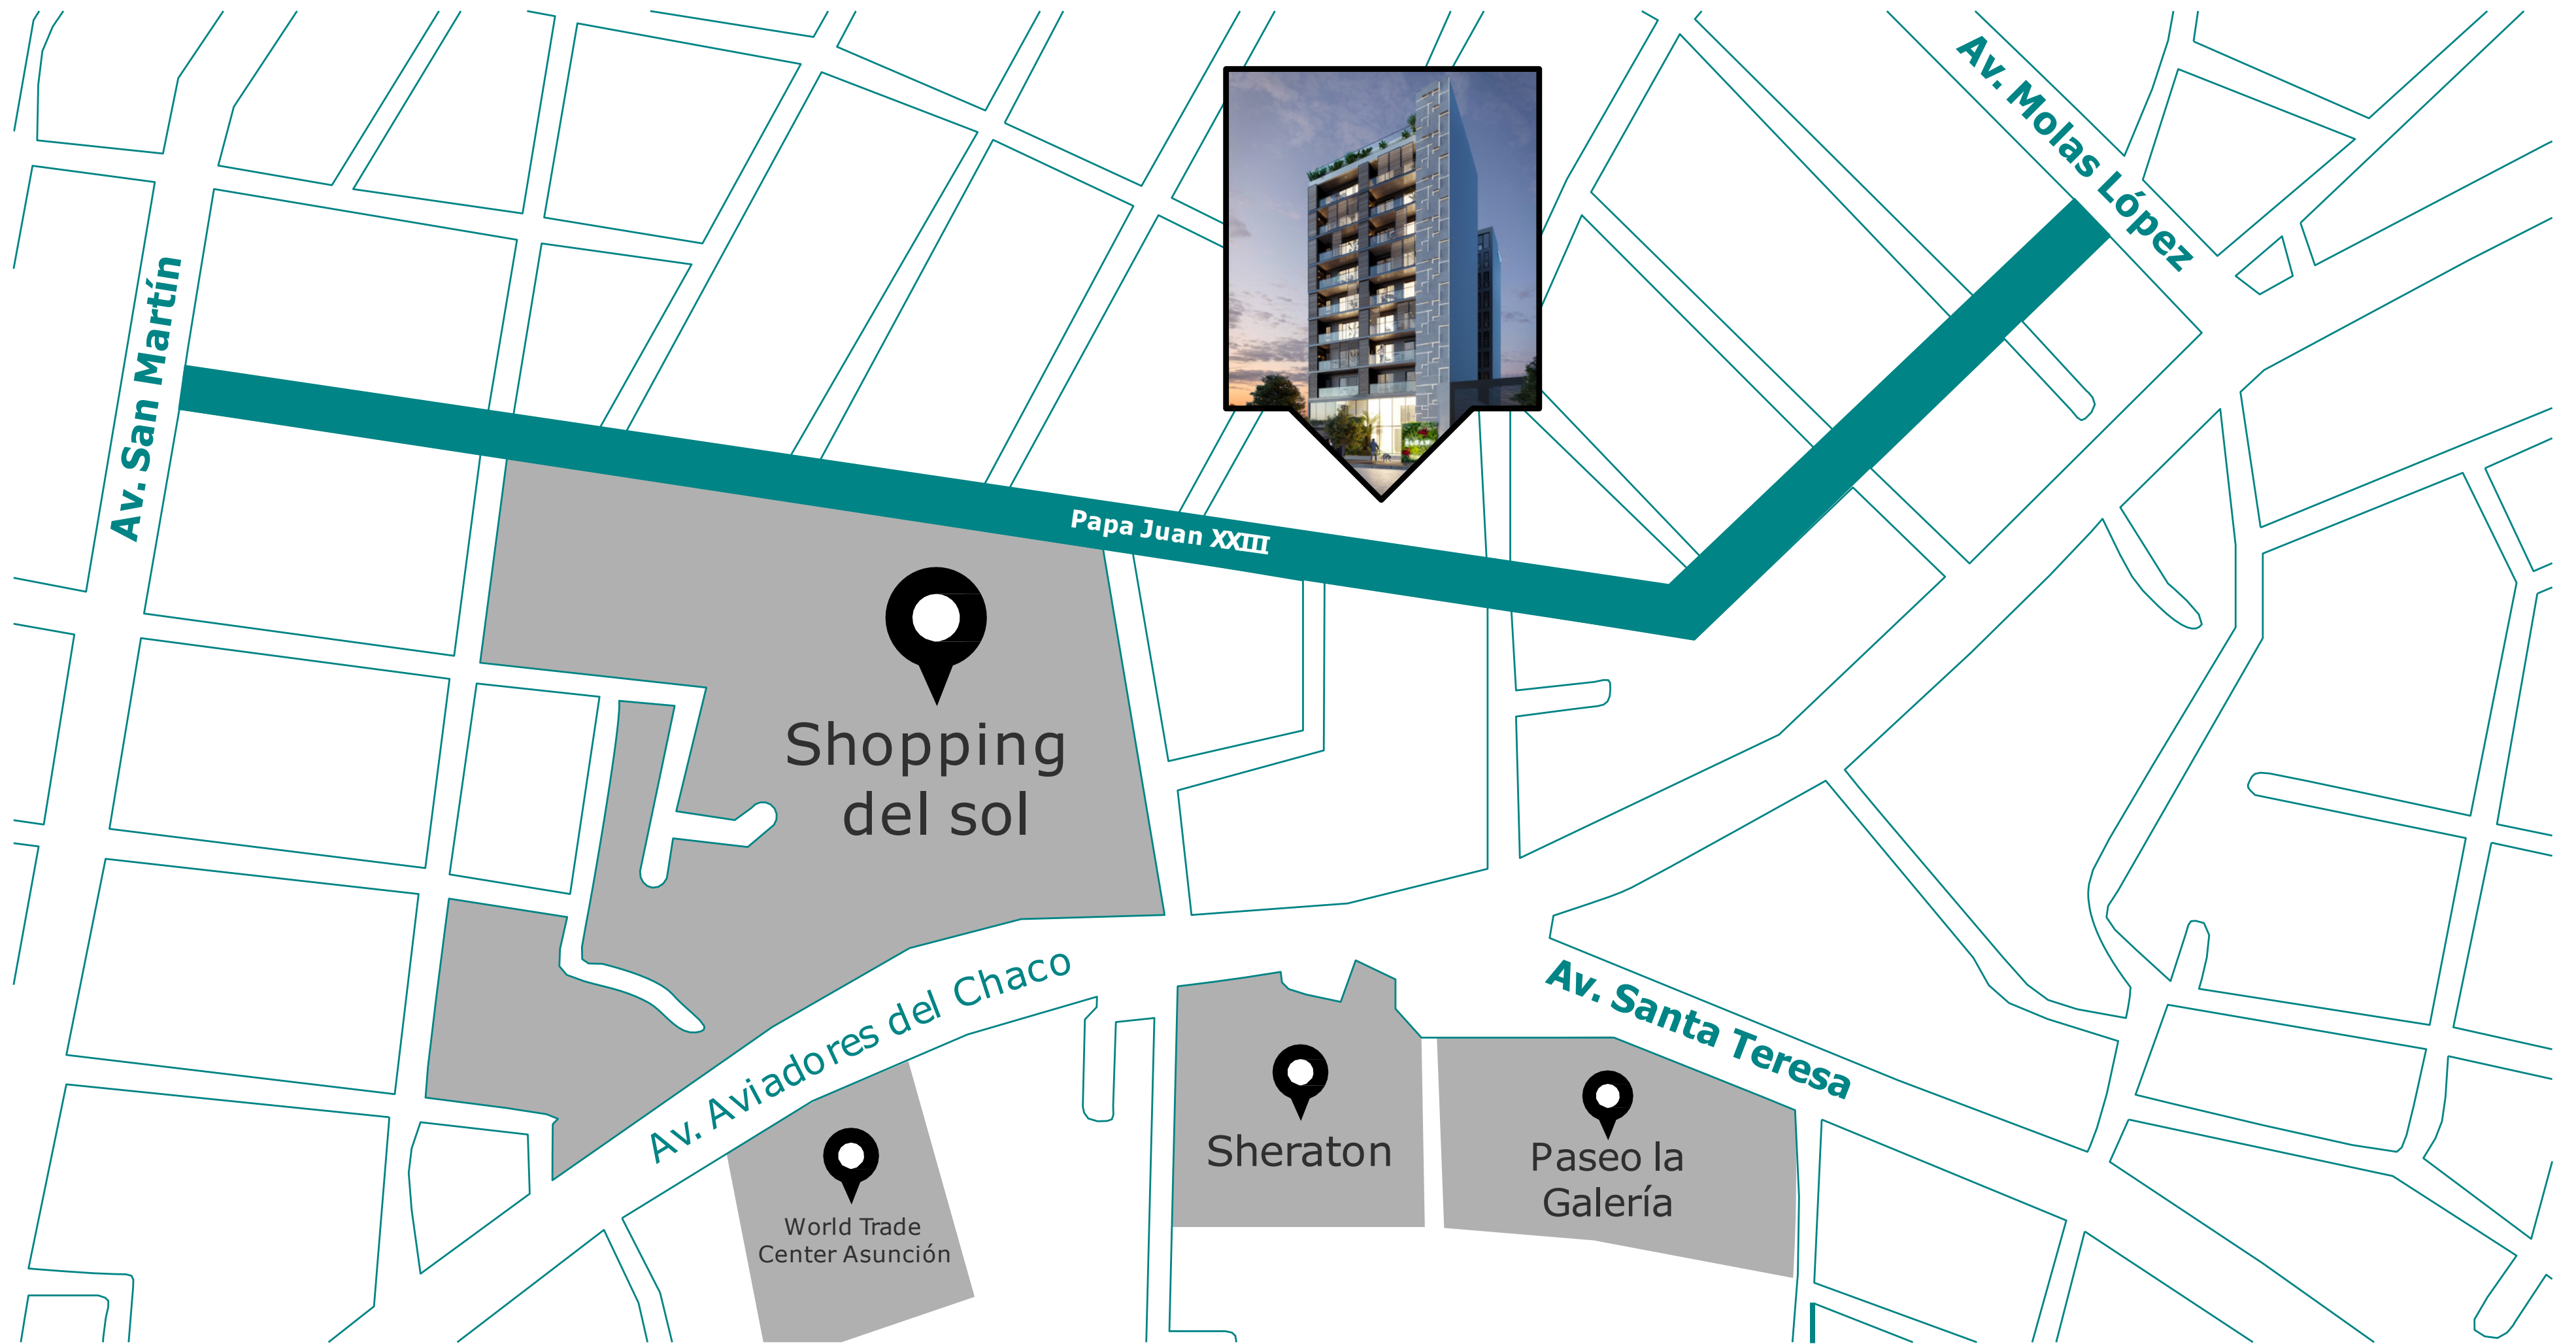 Av. Molas López
Av. San Martín
Papa Juan XXIII
Shopping
del sol
Av. Aviadores del Chaco
Av. Santa Teresa
Sheraton
Paseo la
Galería
World Trade
Center Asunción